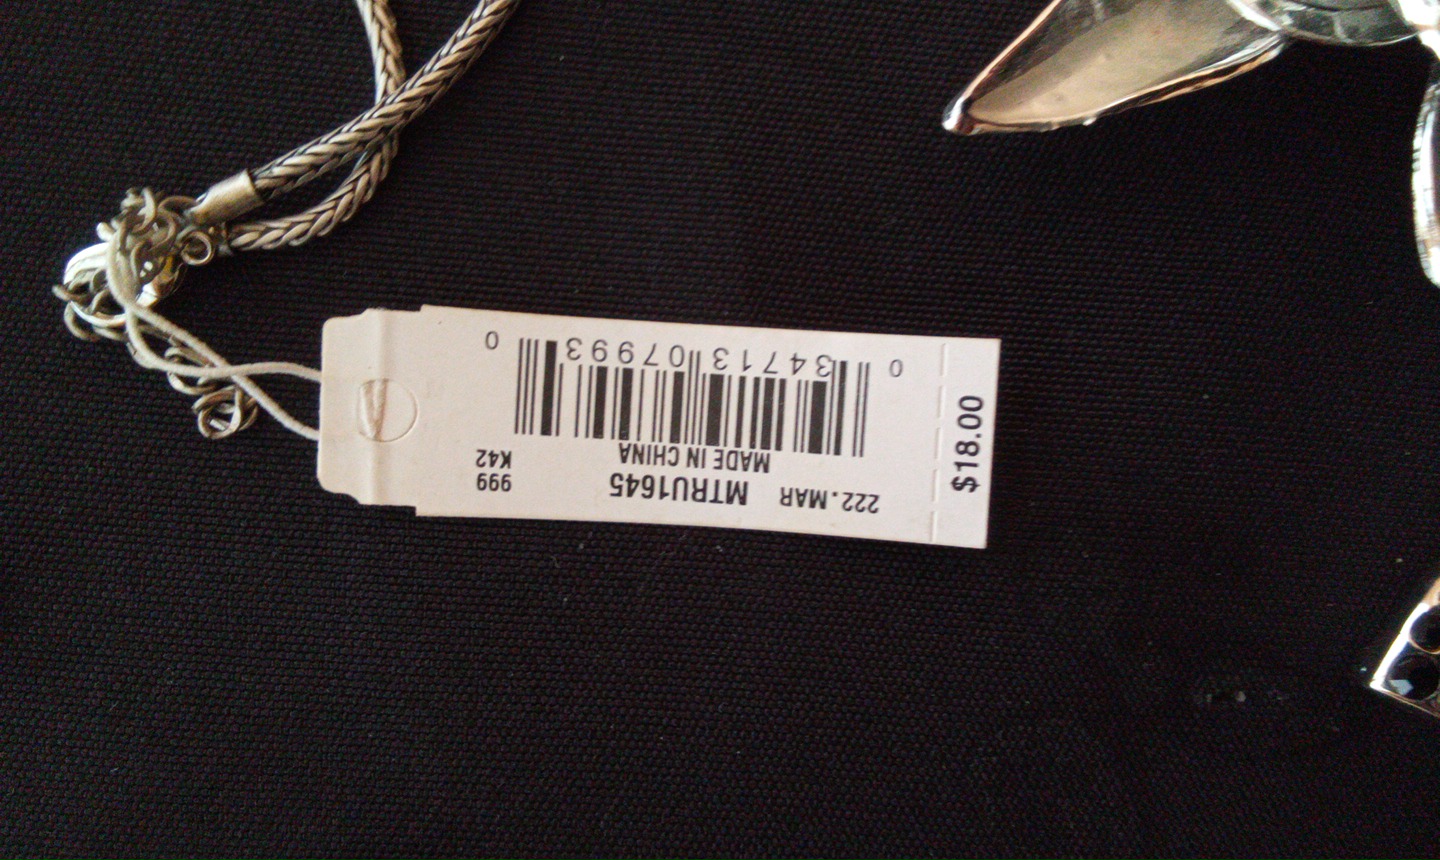 222.MAR MTRU1645 999
MADE IN CHINA K42
0 34713 07993 0
$18.00